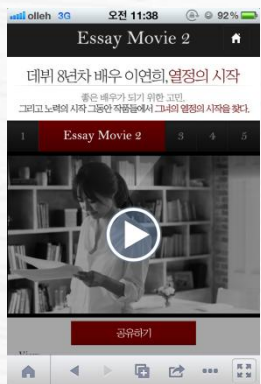 olleh 3G 오전 11:38 92%
Essay Movie 2
데뷔 8년차 배우 이연희, 열정의 시작
좋은 배우가 되기 위한 고민,
그리고 노력의 시작 그동안 작품들에서 그녀의 열정의 시작을 찾다.
1 Essay Movie 2 3 4 5
공유하기